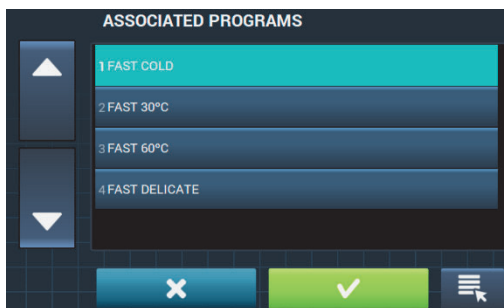 ASSOCIATED PROGRAMS
1 FAST COLD
2 FAST 30ºC
3 FAST 60ºC
4 FAST DELICATE